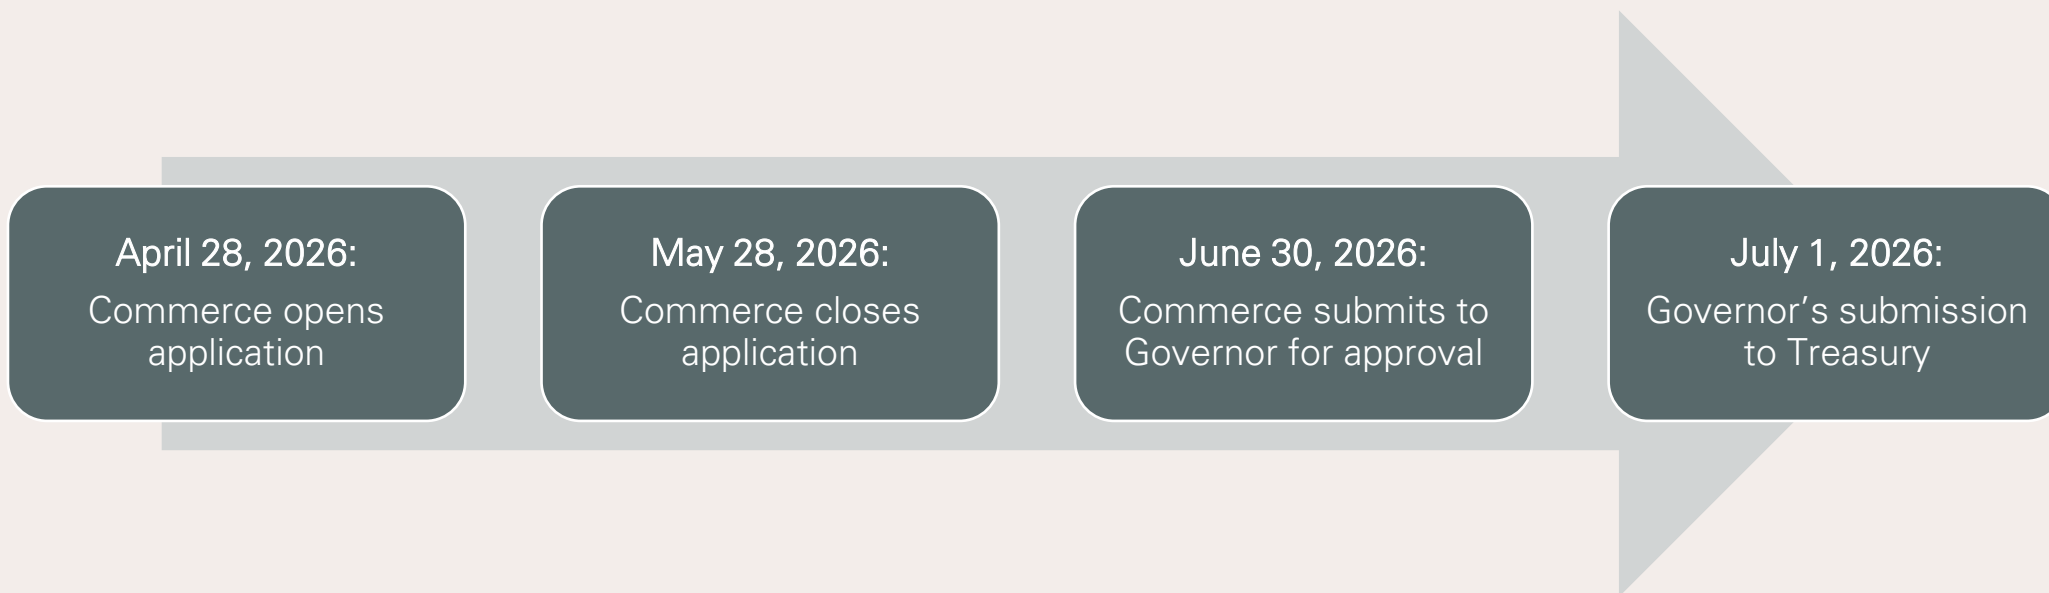 April 28, 2026:
Commerce opens
application
May 28, 2026:
Commerce closes
application
June 30, 2026:
Commerce submits to
Governor for approval
July 1, 2026:
Governor’s submission
to Treasury